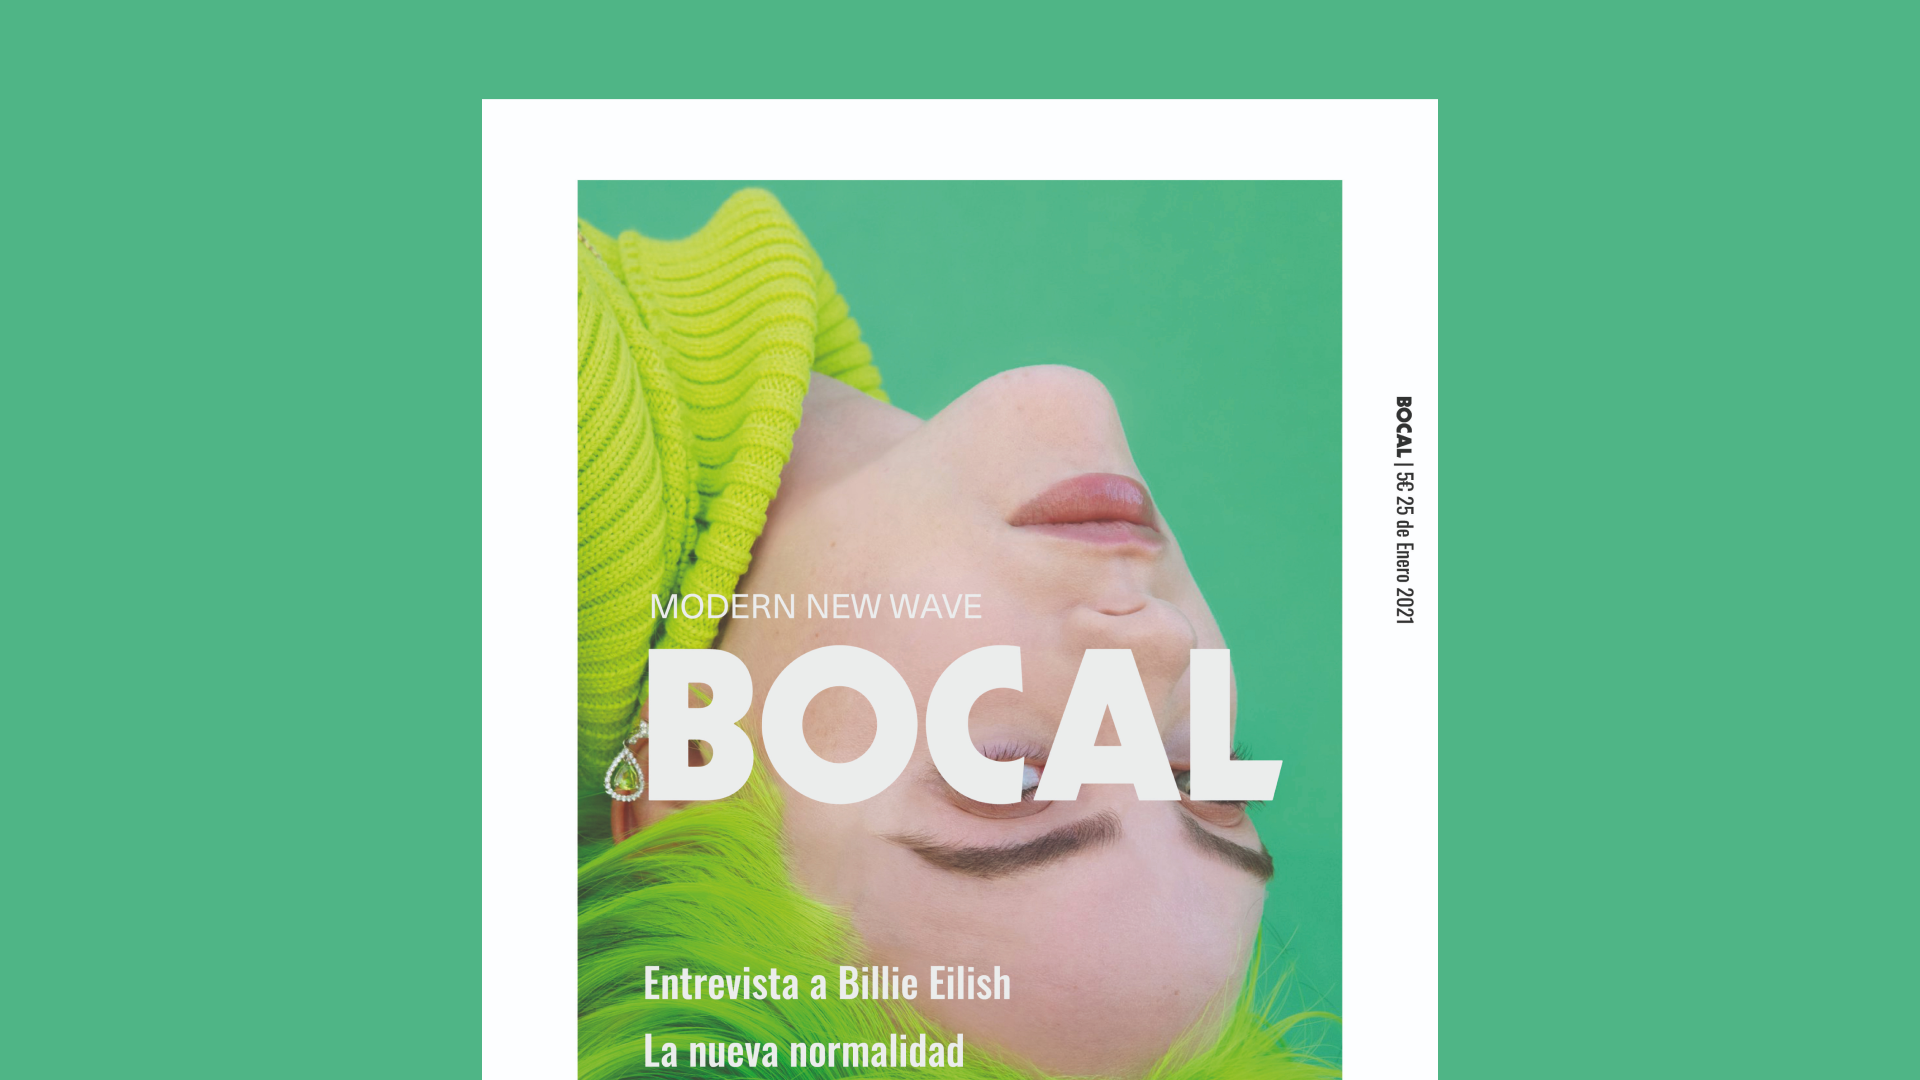 BOCAL | 5€ 25 de Enero 2021
MODERN NEW WAVE
BOCAL
Entrevista a Billie Eilish
La nueva normalidad